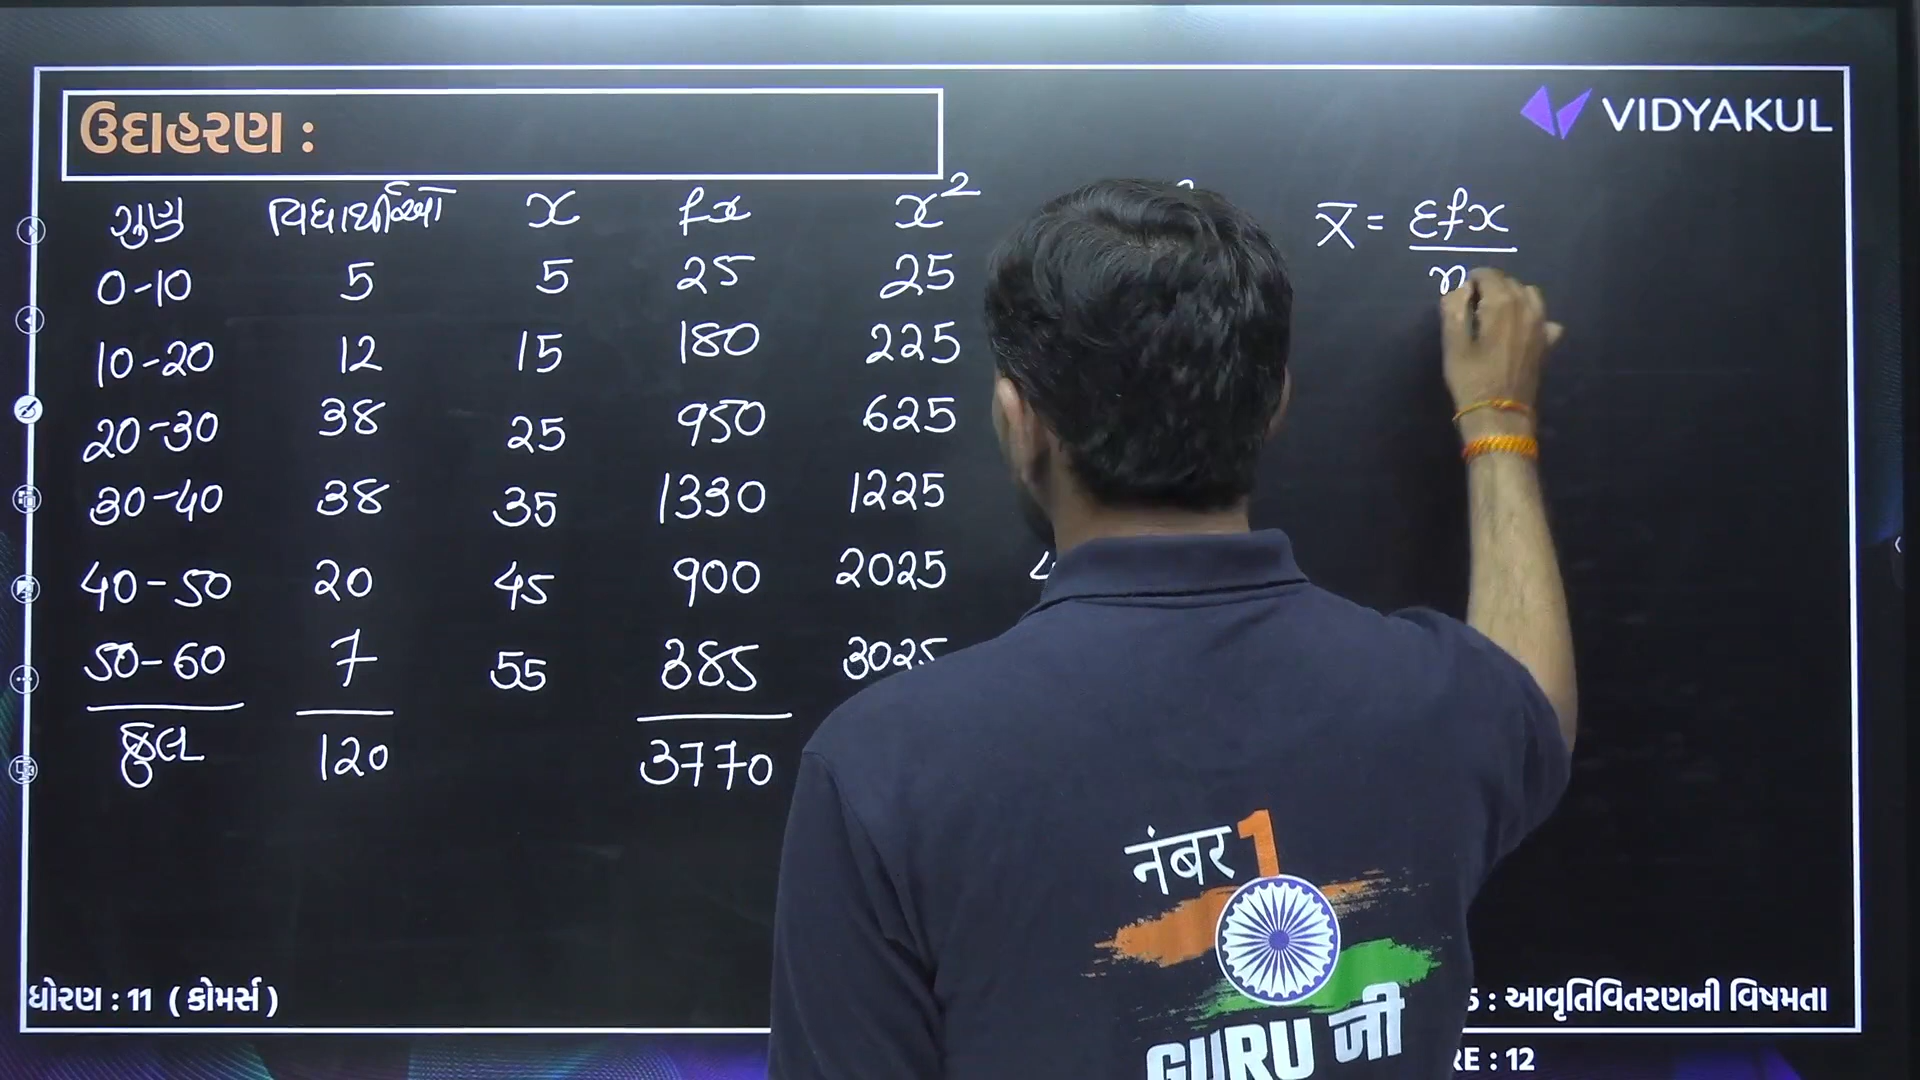 ઉદાહરણ :
VIDYAKUL
ગુણ વિદ્યાર્થીઓ x fx x²
0-10 5 5 25 25
10-20 12 15 180 225
20-30 38 25 950 625
30-40 38 35 1330 1225
40-50 20 45 900 2025 4
50-60 7 55 385 3025
કુલ 120 3770
x̄ = Σfx
n
नंबर 1
GURU जी
ધોરણ : 11 ( કોમર્સ )
5 : આવૃતિવિતરણની વિષમતા
RE : 12